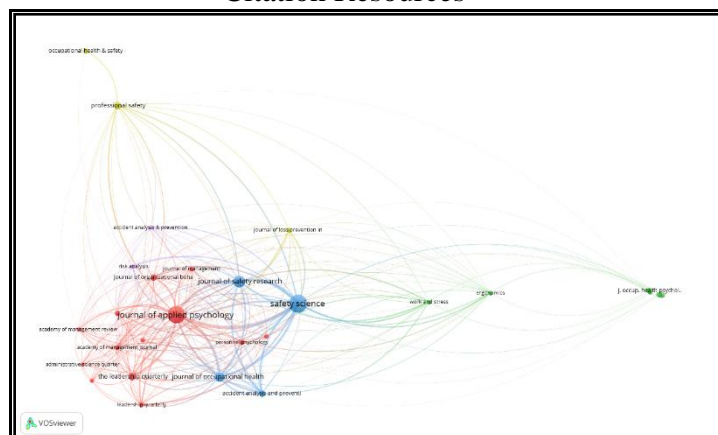 Citation Resources
occupational health & safety
professional safety
accident analysis & prevention
journal of loss prevention in
risk analysis
journal of management
journal of organizational beha
journal of safety research
j. occup. health psychol.
ergonomics
work and stress
safety science
journal of applied psychology
academy of management review
personnel psychology
academy of management journal
administrative science quarter
the leadership quarterly
journal of occupational health
accident analysis and preventi
leadership quarterly
VOSviewer